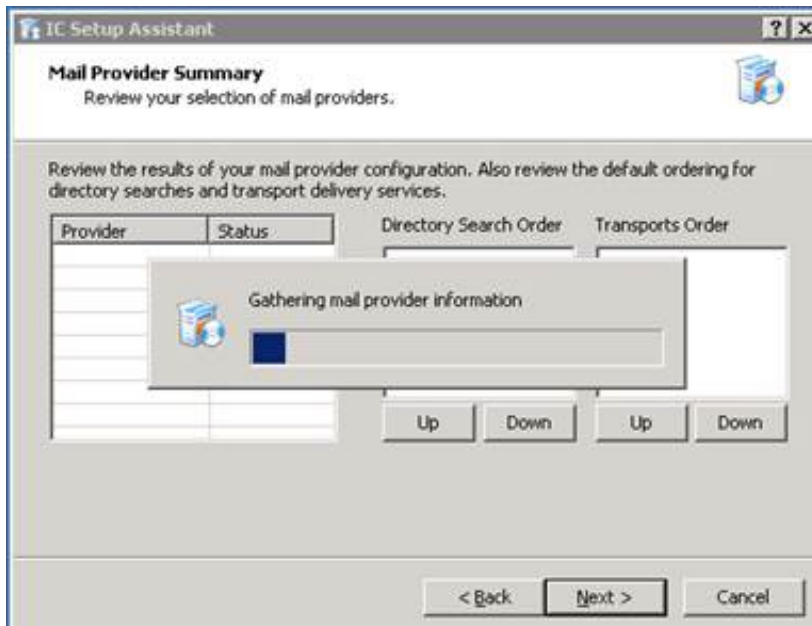 IC Setup Assistant
Mail Provider Summary
Review your selection of mail providers.
Review the results of your mail provider configuration. Also review the default ordering for
directory searches and transport delivery services.
Provider Status Directory Search Order Transports Order
Gathering mail provider information
Up Down Up Down
< Back Next > Cancel